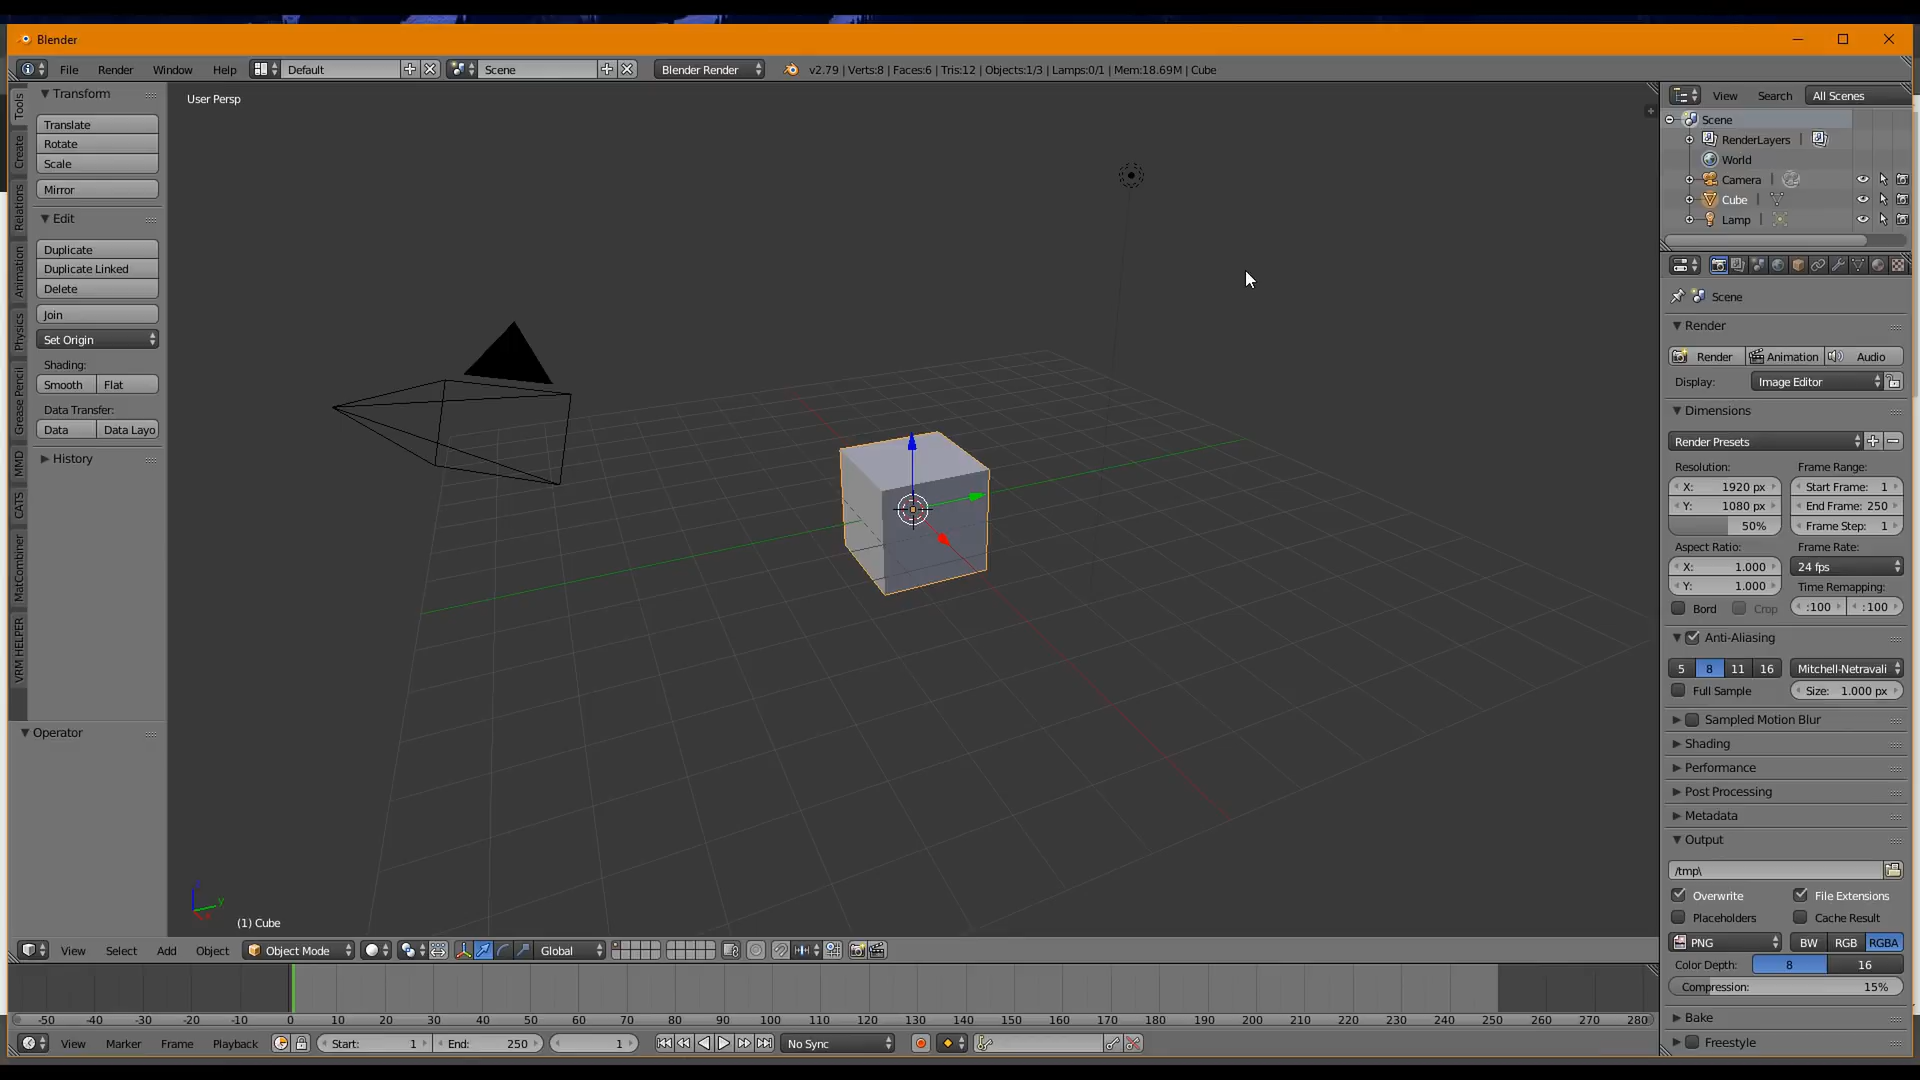 Blender
File Render Window Help Default Scene Blender Render v2.79 | Verts:8 | Faces:6 | Tris:12 | Objects:1/3 | Lamps:0/1 | Mem:18.69M | Cube
Tools
Create
Relations
Animation
Physics
Grease Pencil
MMD
CATS
MatCombiner
VRM HELPER
Transform
Translate
Rotate
Scale
Mirror
Edit
Duplicate
Duplicate Linked
Delete
Join
Set Origin
Shading:
Smooth Flat
Data Transfer:
Data Data Layo
History
Operator
User Persp
(1) Cube
View Search All Scenes
Scene
RenderLayers |
World
Camera |
Cube |
Lamp |
Scene
Render
Render Animation Audio
Display: Image Editor
Dimensions
Render Presets
Resolution: Frame Range:
X: 1920 px Start Frame: 1
Y: 1080 px End Frame: 250
50% Frame Step: 1
Aspect Ratio: Frame Rate:
X: 1.000 24 fps
Y: 1.000 Time Remapping:
Bord Crop :100 :100
Anti-Aliasing
5 8 11 16 Mitchell-Netravali
Full Sample Size: 1.000 px
Sampled Motion Blur
Shading
Performance
Post Processing
Metadata
Output
/tmp\
Overwrite File Extensions
Placeholders Cache Result
PNG BW RGB RGBA
Color Depth: 8 16
Compression: 15%
Bake
Freestyle
View Select Add Object Object Mode Global
-50 -40 -30 -20 -10 0 10 20 30 40 50 60 70 80 90 100 110 120 130 140 150 160 170 180 190 200 210 220 230 240 250 260 270 280
View Marker Frame Playback Start: 1 End: 250 1 No Sync